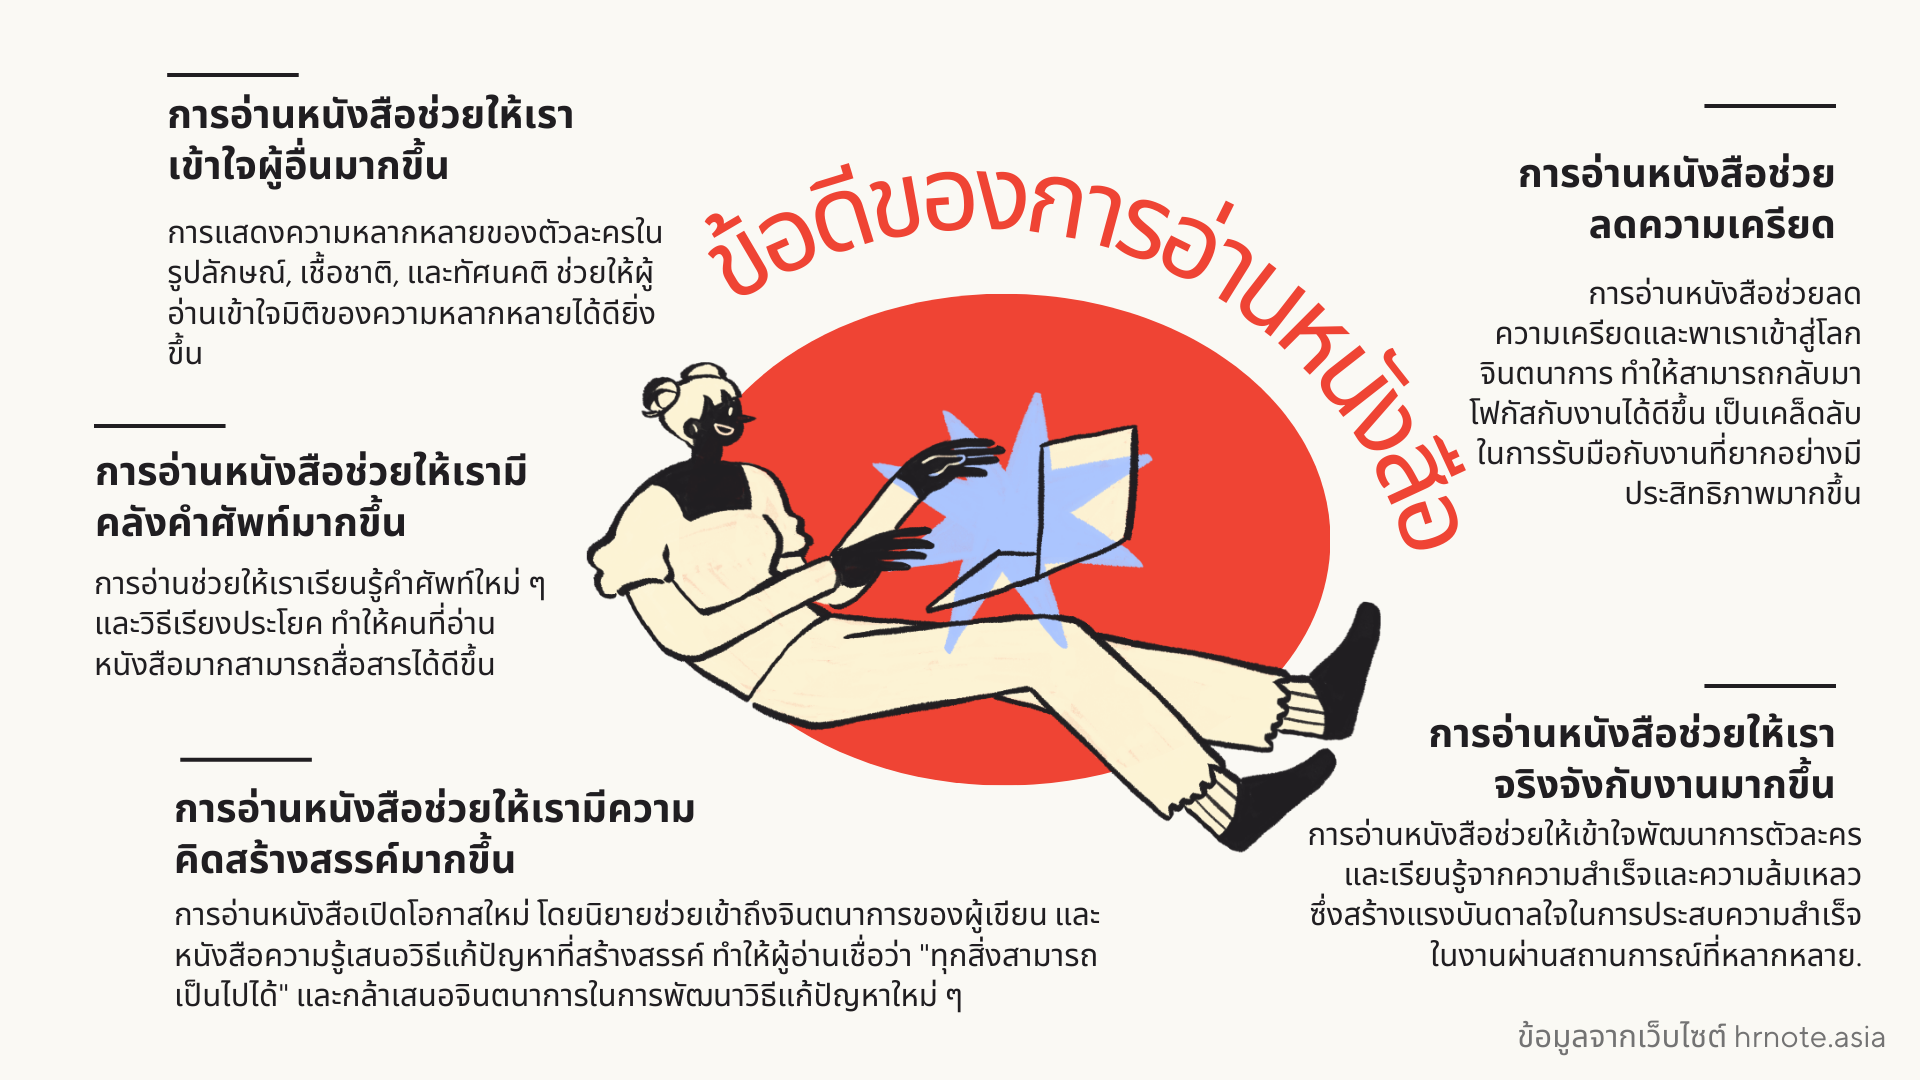 ข้อดีของการอ่านหนังสือ
การอ่านหนังสือช่วยให้เรา
เข้าใจผู้อื่นมากขึ้น
การแสดงความหลากหลายของตัวละครใน
รูปลักษณ์, เชื้อชาติ, และทัศนคติ ช่วยให้ผู้
อ่านเข้าใจมิติของความหลากหลายได้ดียิ่ง
ขึ้น
การอ่านหนังสือช่วยให้เรามี
คลังคำศัพท์มากขึ้น
การอ่านช่วยให้เราเรียนรู้คำศัพท์ใหม่ ๆ
และวิธีเรียงประโยค ทำให้คนที่อ่าน
หนังสือมากสามารถสื่อสารได้ดีขึ้น
การอ่านหนังสือช่วยให้เรามีความ
คิดสร้างสรรค์มากขึ้น
การอ่านหนังสือเปิดโอกาสใหม่ โดยนิยายช่วยเข้าถึงจินตนาการของผู้เขียน และ
หนังสือความรู้เสนอวิธีแก้ปัญหาที่สร้างสรรค์ ทำให้ผู้อ่านเชื่อว่า "ทุกสิ่งสามารถ
เป็นไปได้" และกล้าเสนอจินตนาการในการพัฒนาวิธีแก้ปัญหาใหม่ ๆ
การอ่านหนังสือช่วย
ลดความเครียด
การอ่านหนังสือช่วยลด
ความเครียดและพาเราเข้าสู่โลก
จินตนาการ ทำให้สามารถกลับมา
โฟกัสกับงานได้ดีขึ้น เป็นเคล็ดลับ
ในการรับมือกับงานที่ยากอย่างมี
ประสิทธิภาพมากขึ้น
การอ่านหนังสือช่วยให้เรา
จริงจังกับงานมากขึ้น
การอ่านหนังสือช่วยให้เข้าใจพัฒนาการตัวละคร
และเรียนรู้จากความสำเร็จและความล้มเหลว
ซึ่งสร้างแรงบันดาลใจในการประสบความสำเร็จ
ในงานผ่านสถานการณ์ที่หลากหลาย.
ข้อมูลจากเว็บไซต์ hrnote.asia